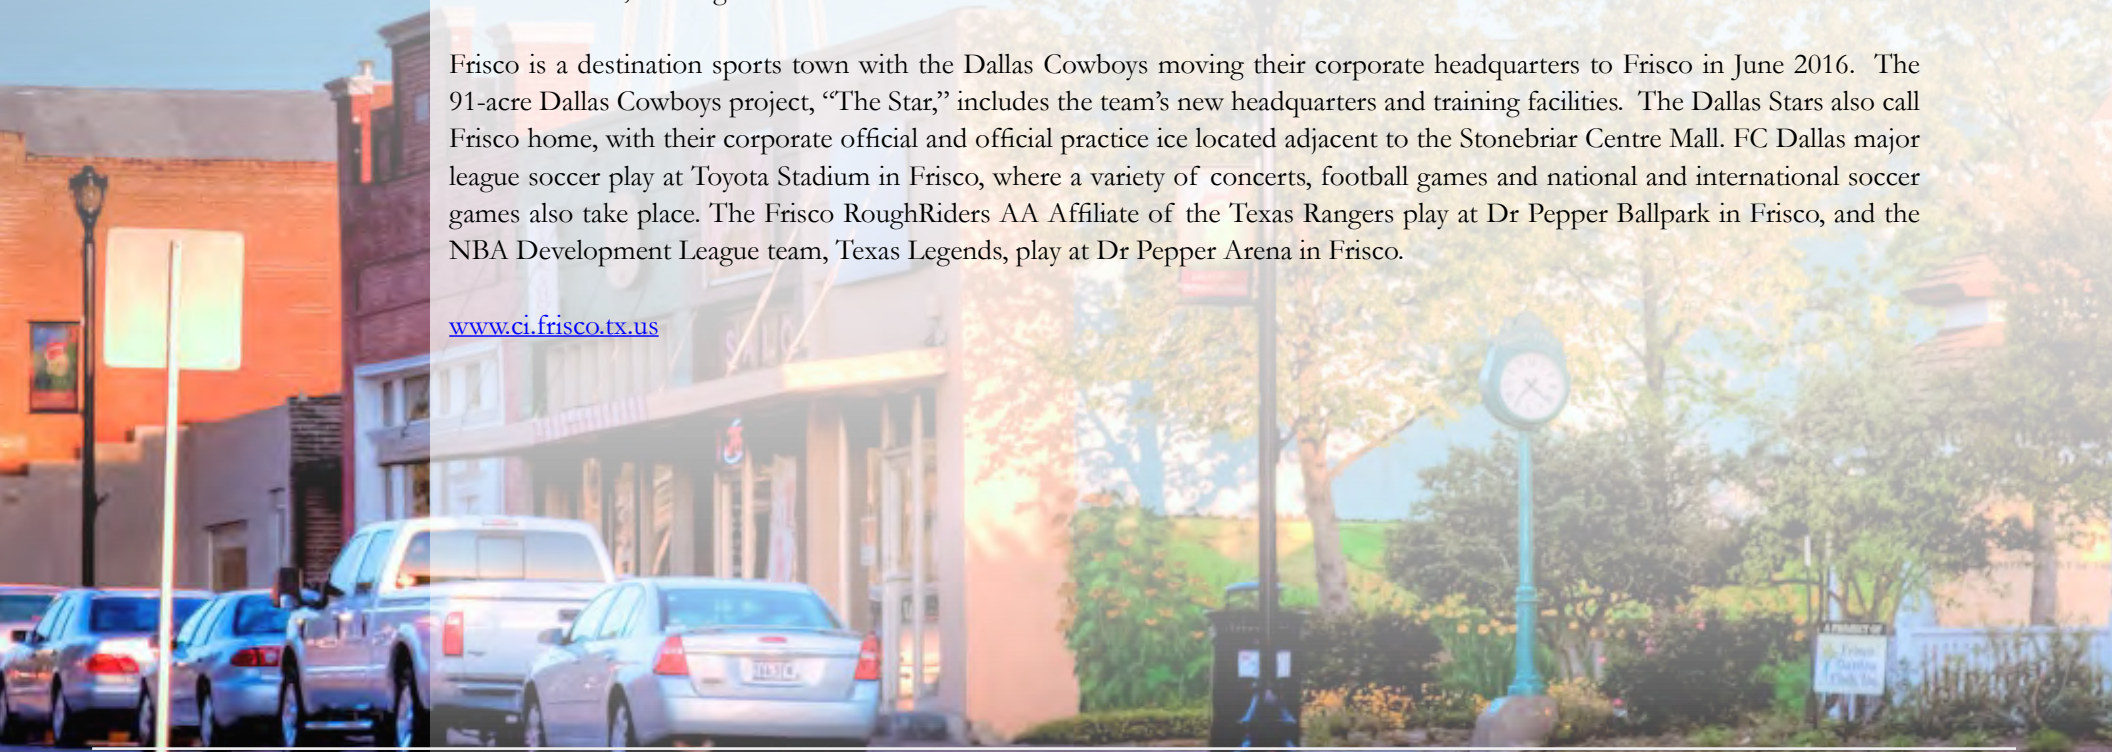 Frisco is a destination sports town with the Dallas Cowboys moving their corporate headquarters to Frisco in June 2016.  The
91-acre Dallas Cowboys project, “The Star,” includes the team’s new headquarters and training facilities.  The Dallas Stars also call
Frisco home, with their corporate official and official practice ice located adjacent to the Stonebriar Centre Mall. FC Dallas major
league soccer play at Toyota Stadium in Frisco, where a variety of concerts, football games and national and international soccer
games also take place. The Frisco RoughRiders AA Affiliate of the Texas Rangers play at Dr Pepper Ballpark in Frisco, and the
NBA Development League team, Texas Legends, play at Dr Pepper Arena in Frisco.
www.ci.frisco.tx.us
A PROJECT OF
Frisco
Garden
Club, Inc.